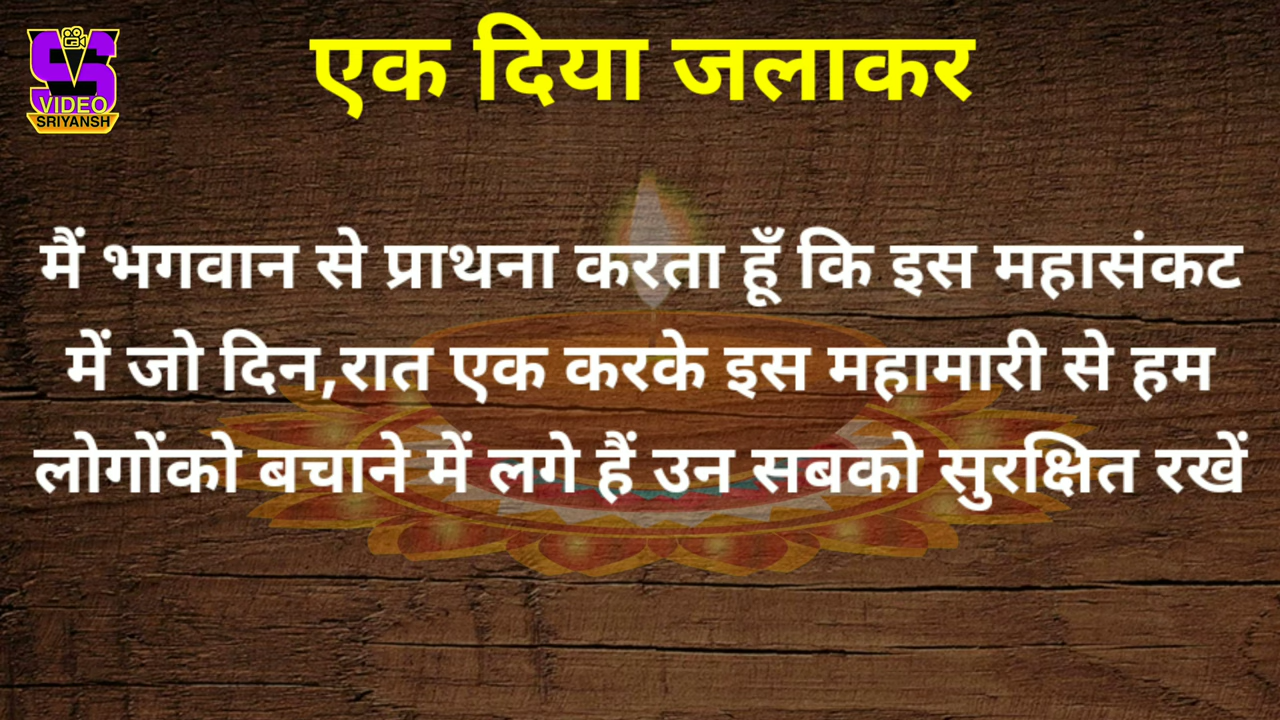 एक दिया जलाकर
VS
VIDEO
SRIYANSH
मैं भगवान से प्राथना करता हूँ कि इस महासंकट
में जो दिन,रात एक करके इस महामारी से हम
लोगोंको बचाने में लगे हैं उन सबको सुरक्षित रखें